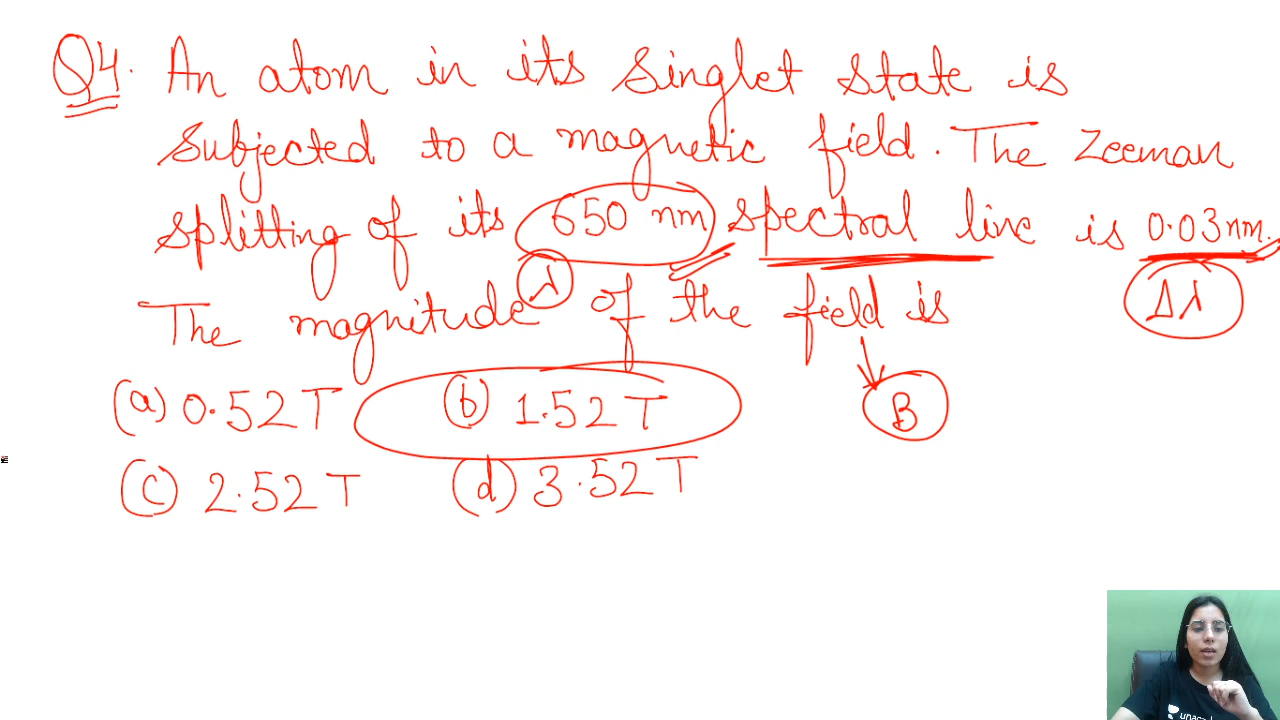 Q4. An atom in its singlet state is
subjected to a magnetic field. The Zeeman
splitting of its 650 nm spectral line is 0.03 nm.
λ
The magnitude of the field is
Δλ
(a) 0.52 T (b) 1.52 T
B
(c) 2.52 T (d) 3.52 T